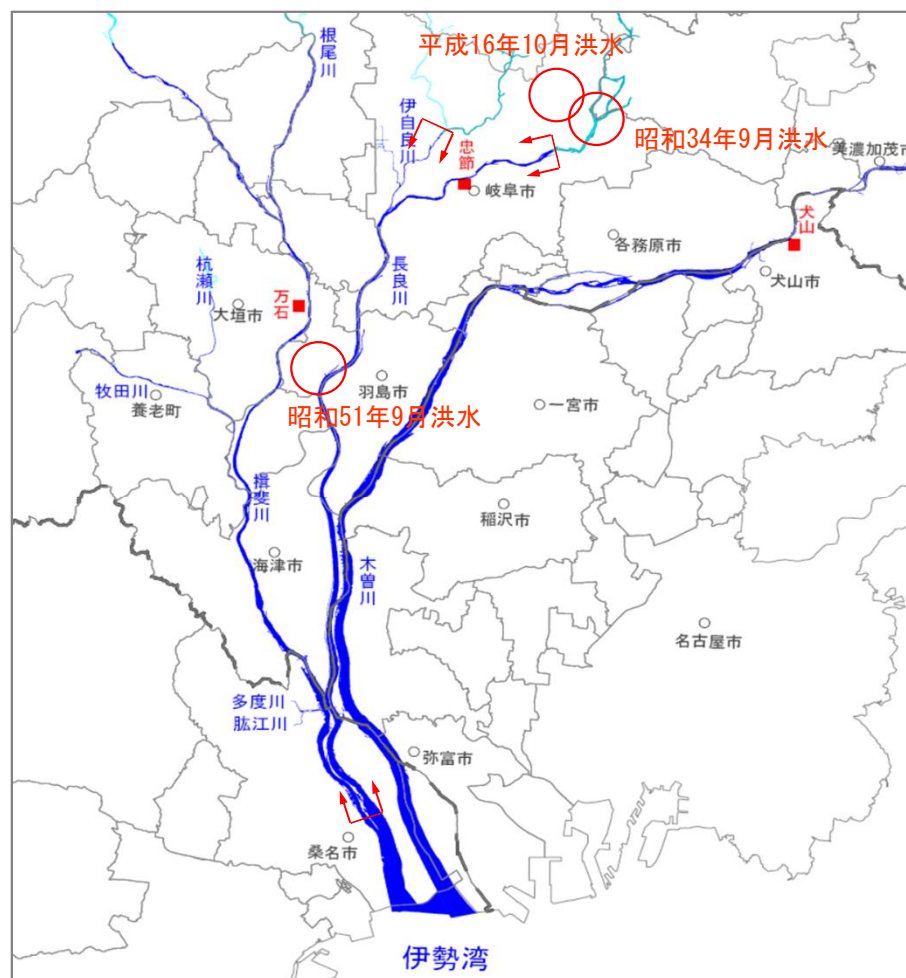 平成16年10月洪水
根尾川
伊自良川
昭和34年9月洪水
美濃加茂市
忠節
岐阜市
犬山
各務原市
犬山市
杭瀬川
長良川
大垣市
万石
羽島市
牧田川
養老町
一宮市
昭和51年9月洪水
揖斐川
稲沢市
海津市
木曽川
名古屋市
多度川
肱江川
弥富市
桑名市
伊勢湾